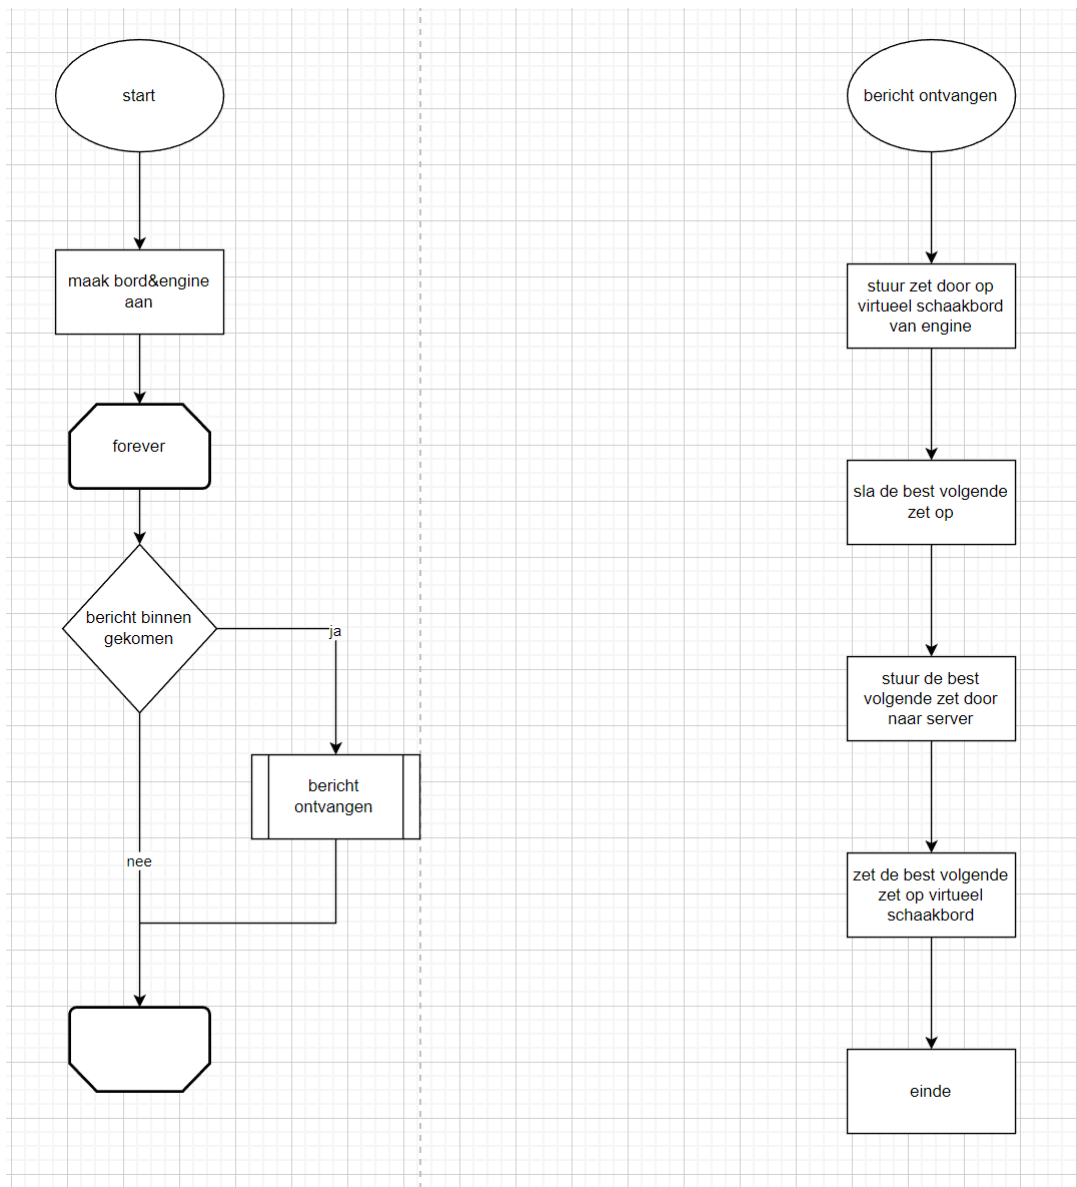 start
maak bord&engine
aan
forever
bericht binnen
gekomen
ja
bericht
ontvangen
nee
bericht ontvangen
stuur zet door op
virtueel schaakbord
van engine
sla de best volgende
zet op
stuur de best
volgende zet door
naar server
zet de best volgende
zet op virtueel
schaakbord
einde